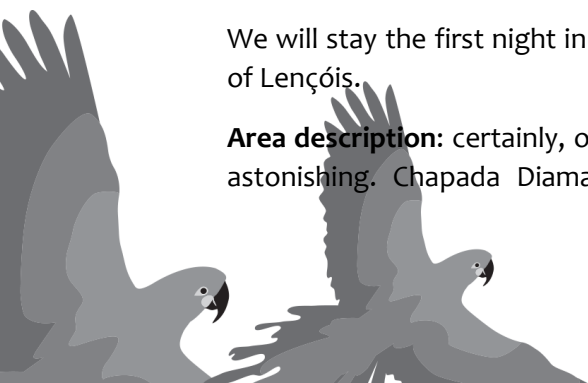 We will stay the first night in
of Lençóis.
Area description: certainly, o
astonishing. Chapada Diama